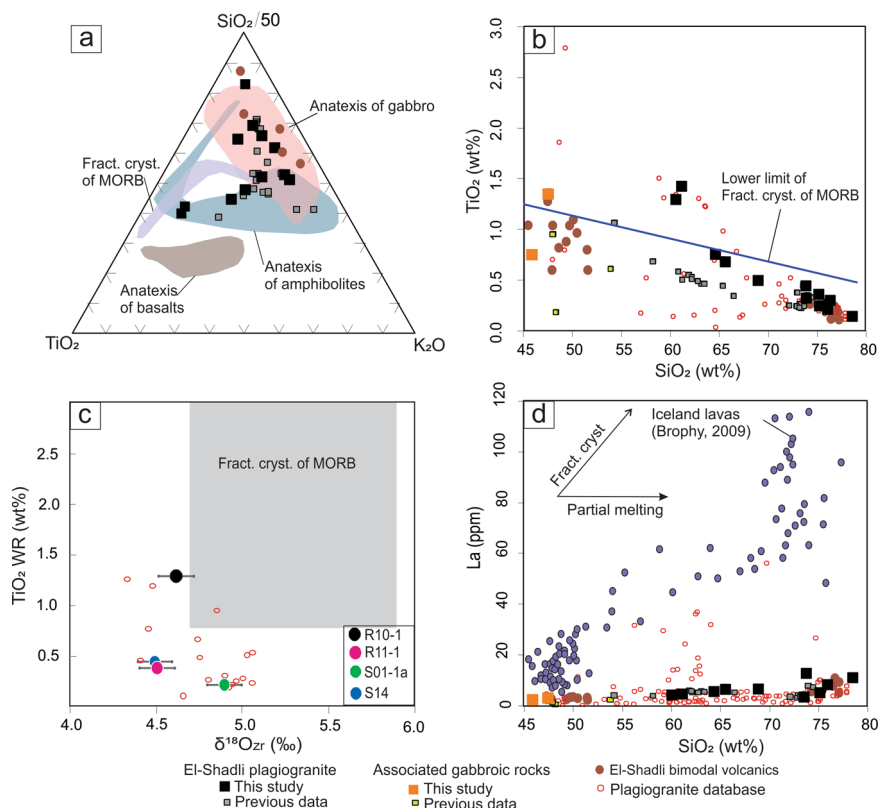 a
SiO₂/50
Anatexis of gabbro
Fract. cryst.
of MORB
Anatexis
of basalts
Anatexis of
amphibolites
TiO₂
K₂O
b
TiO₂ (wt%)
3.0
2.5
2.0
1.5
1.0
0.5
0.0
Lower limit of
Fract. cryst. of MORB
45 50 55 60 65 70 75 80
SiO₂ (wt%)
c
TiO₂ WR (wt%)
2.5
2.0
1.5
1.0
0.5
Fract. cryst. of MORB
R10-1
R11-1
S01-1a
S14
4.0 4.5 5.0 5.5 6.0
δ¹⁸Ozr (‰)
d
La (ppm)
120
100
80
60
40
20
0
Fract. cryst
Partial melting
Iceland lavas
(Brophy, 2009)
45 50 55 60 65 70 75 80
SiO₂ (wt%)
El-Shadli plagiogranite
This study
Previous data
Associated gabbroic rocks
This study
Previous data
El-Shadli bimodal volcanics
Plagiogranite database